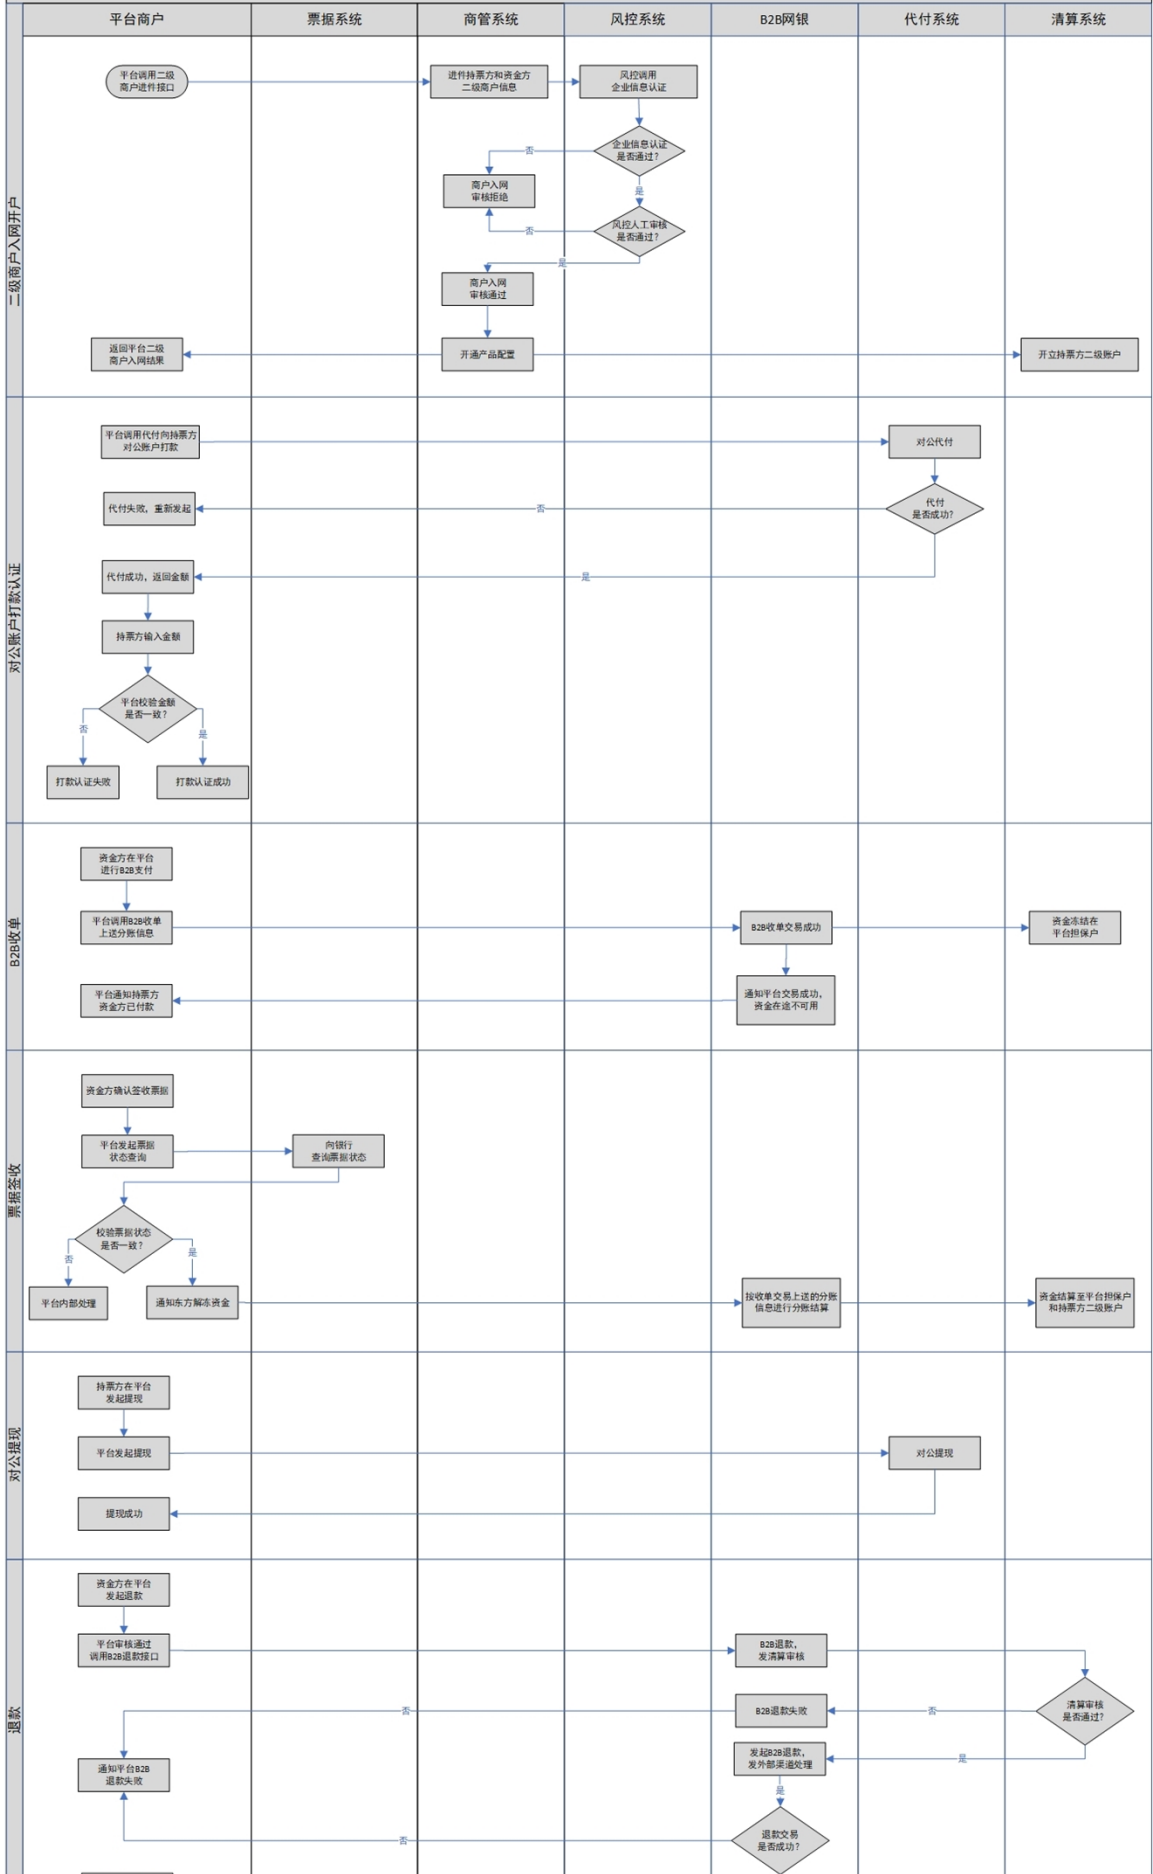 平台商户
票据系统
商管系统
风控系统
B2B网银
代付系统
清算系统
二级商户入网开户
平台调用二级
商户进件接口
进件持票方和资金方
二级商户信息
风控调用
企业信息认证
企业信息认证
是否通过？
否
商户入网
审核拒绝
是
风控人工审核
是否通过？
否
是
商户入网
审核通过
返回平台二级
商户入网结果
开通产品配置
开立持票方二级账户
对公账户打款认证
平台调用代付向持票方
对公账户打款
对公代付
代付失败，重新发起
否
代付
是否成功？
代付成功，返回金额
是
持票方输入金额
平台校验金额
是否一致？
否
是
打款认证失败
打款认证成功
B2B收单
资金方在平台
进行B2B支付
平台调用B2B收单
上送分账信息
B2B收单交易成功
资金冻结在
平台担保户
平台通知持票方
资金方已付款
通知平台交易成功，
资金在途不可用
票据签收
资金方确认签收票据
平台发起票据
状态查询
向银行
查询票据状态
校验票据状态
是否一致？
否
是
平台内部处理
通知东方解冻资金
按收单交易上送的分账
信息进行分账结算
资金结算至平台担保户
和持票方二级账户
对公提现
持票方在平台
发起提现
平台发起提现
对公提现
提现成功
退款
资金方在平台
发起退款
平台审核通过
调用B2B退款接口
B2B退款，
发清算审核
清算审核
是否通过？
否
B2B退款失败
否
发起B2B退款，
发外部渠道处理
是
通知平台B2B
退款失败
是
退款交易
是否成功？
否